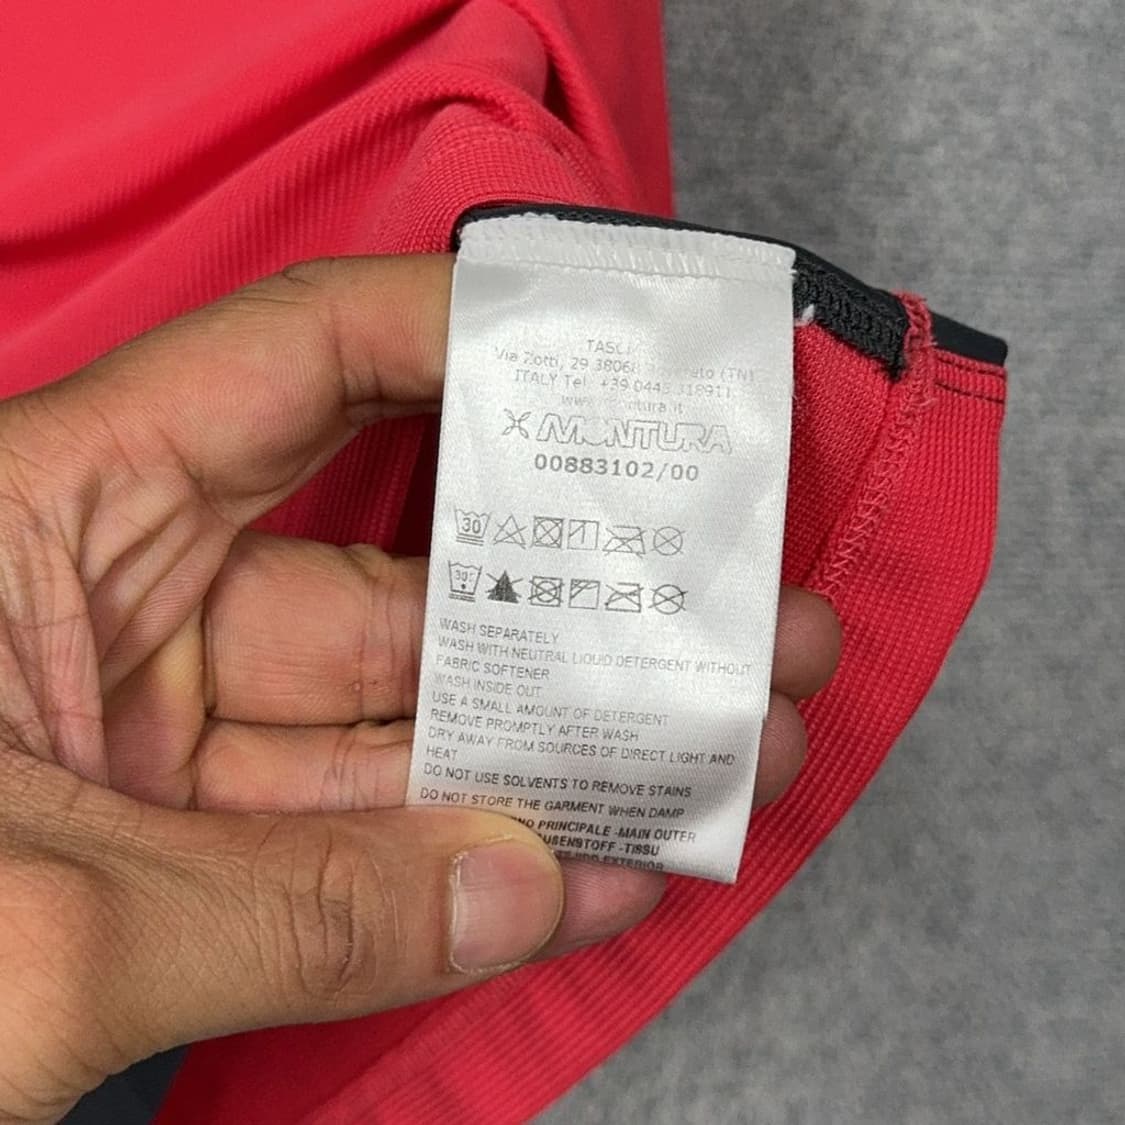 Via Zotti, 29 38068 (TN)
ITALY Tel. +39 0445 318911
MONTURA
00883102/00
30
30°
WASH SEPARATELY
WASH WITH NEUTRAL LIQUID DETERGENT WITHOUT
FABRIC SOFTENER
WASH INSIDE OUT
USE A SMALL AMOUNT OF DETERGENT
REMOVE PROMPTLY AFTER WASH
DRY AWAY FROM SOURCES OF DIRECT LIGHT AND
HEAT
DO NOT USE SOLVENTS TO REMOVE STAINS
DO NOT STORE THE GARMENT WHEN DAMP
PRINCIPALE -MAIN OUTER
-TISSU
EXTERIOR